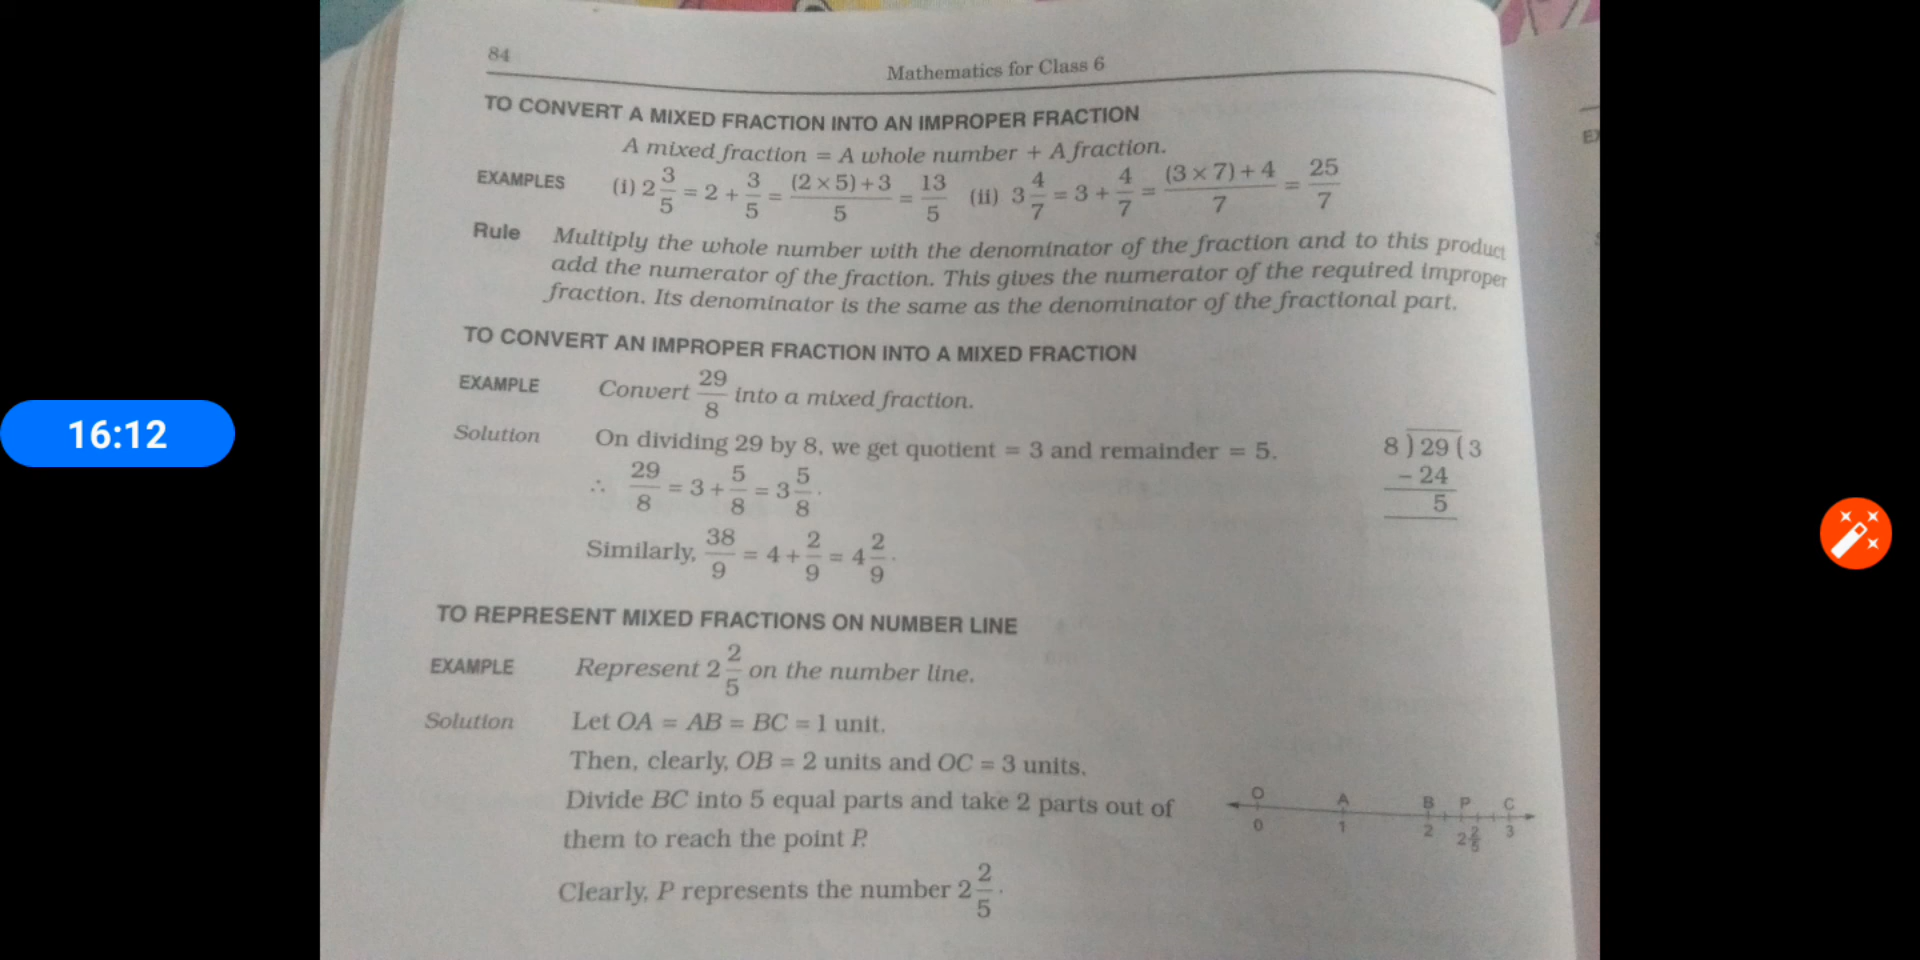 84
Mathematics for Class 6
TO CONVERT A MIXED FRACTION INTO AN IMPROPER FRACTION
A mixed fraction = A whole number + A fraction.
EXAMPLES (i) 2 3/5 = 2 + 3/5 = (2 × 5) + 3 / 5 = 13/5 (ii) 3 4/7 = 3 + 4/7 = (3 × 7) + 4 / 7 = 25/7
Rule Multiply the whole number with the denominator of the fraction and to this product
add the numerator of the fraction. This gives the numerator of the required improper
fraction. Its denominator is the same as the denominator of the fractional part.
TO CONVERT AN IMPROPER FRACTION INTO A MIXED FRACTION
EXAMPLE Convert 29/8 into a mixed fraction.
Solution On dividing 29 by 8, we get quotient = 3 and remainder = 5.
∴ 29/8 = 3 + 5/8 = 3 5/8.
Similarly, 38/9 = 4 + 2/9 = 4 2/9.
8 ) 29 ( 3
− 24
5
TO REPRESENT MIXED FRACTIONS ON NUMBER LINE
EXAMPLE Represent 2 2/5 on the number line.
Solution Let OA = AB = BC = 1 unit.
Then, clearly, OB = 2 units and OC = 3 units.
Divide BC into 5 equal parts and take 2 parts out of
them to reach the point P.
Clearly, P represents the number 2 2/5.
O A B P C
0 1 2 2 2/5 3
16:12